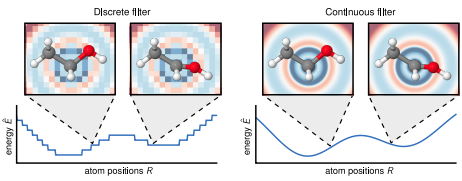 Discrete filter
Continuous filter
energy Ê
atom positions R
energy Ê
atom positions R